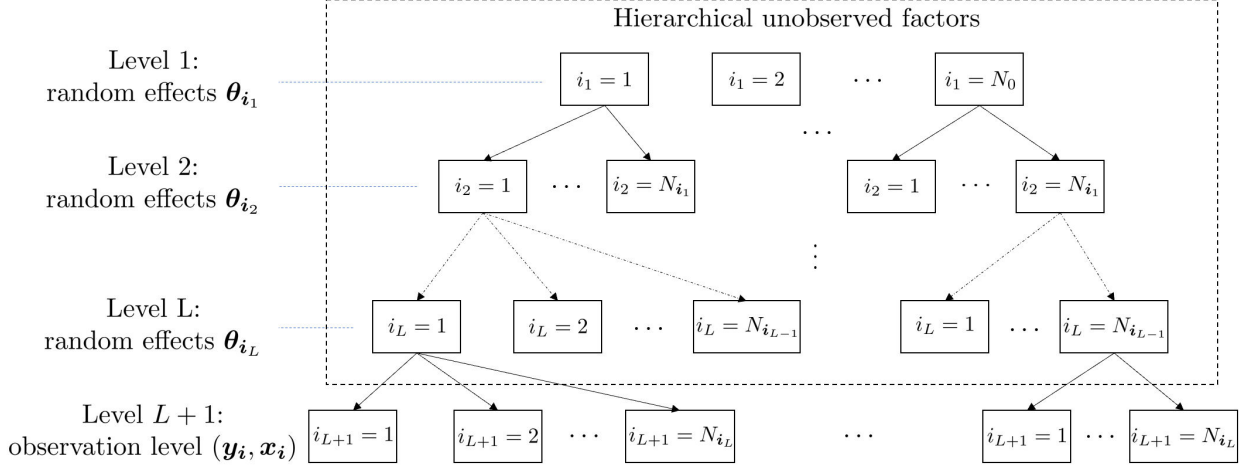 Hierarchical unobserved factors
Level 1:
random effects θ_{i_1}
i_1 = 1
i_1 = 2
⋯
i_1 = N_0
⋯
Level 2:
random effects θ_{i_2}
i_2 = 1
⋯
i_2 = N_{i_1}
i_2 = 1
⋯
i_2 = N_{i_1}
⋮
Level L:
random effects θ_{i_L}
i_L = 1
i_L = 2
⋯
i_L = N_{i_{L−1}}
i_L = 1
⋯
i_L = N_{i_{L−1}}
Level L + 1:
observation level (y_i, x_i)
i_{L+1} = 1
i_{L+1} = 2
⋯
i_{L+1} = N_{i_L}
⋯
i_{L+1} = 1
⋯
i_{L+1} = N_{i_L}